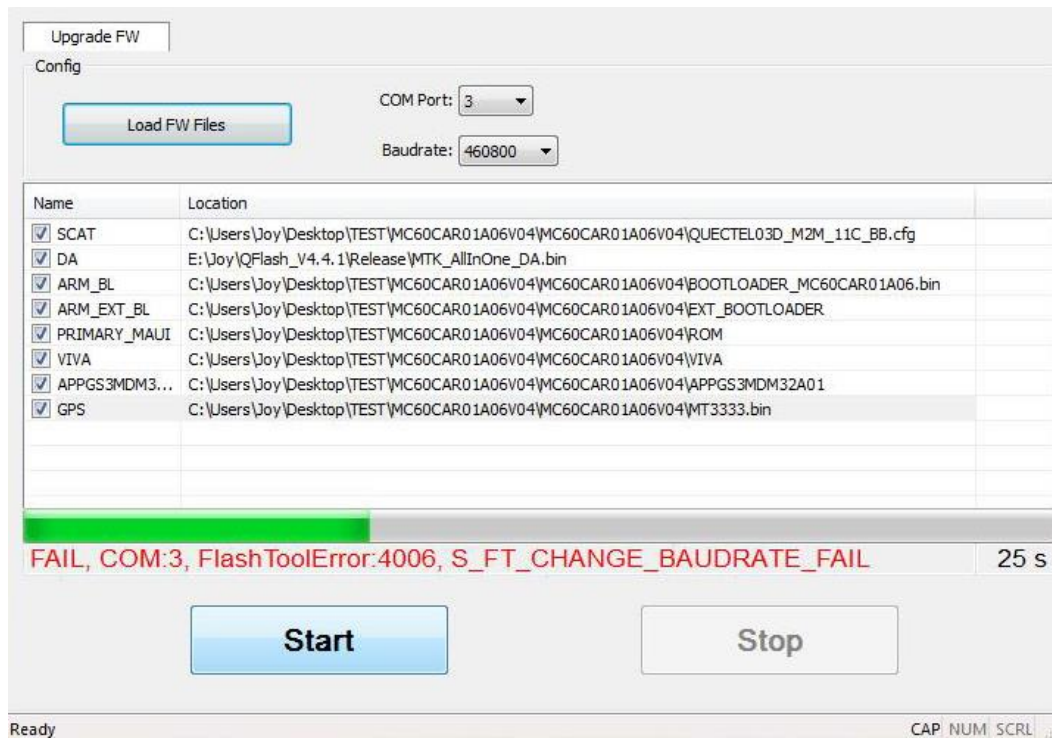 Upgrade FW
Config
Load FW Files
COM Port: 3
Baudrate: 460800
Name Location
SCAT C:\Users\Joy\Desktop\TEST\MC60CAR01A06V04\MC60CAR01A06V04\QUECTEL03D_M2M_11C_BB.cfg
DA E:\Joy\QFlash_V4.4.1\Release\MTK_AllInOne_DA.bin
ARM_BL C:\Users\Joy\Desktop\TEST\MC60CAR01A06V04\MC60CAR01A06V04\BOOTLOADER_MC60CAR01A06.bin
ARM_EXT_BL C:\Users\Joy\Desktop\TEST\MC60CAR01A06V04\MC60CAR01A06V04\EXT_BOOTLOADER
PRIMARY_MAUI C:\Users\Joy\Desktop\TEST\MC60CAR01A06V04\MC60CAR01A06V04\ROM
VIVA C:\Users\Joy\Desktop\TEST\MC60CAR01A06V04\MC60CAR01A06V04\VIVA
APPGS3MDM3... C:\Users\Joy\Desktop\TEST\MC60CAR01A06V04\MC60CAR01A06V04\APPGS3MDM32A01
GPS C:\Users\Joy\Desktop\TEST\MC60CAR01A06V04\MC60CAR01A06V04\MT3333.bin
FAIL, COM:3, FlashToolError:4006, S_FT_CHANGE_BAUDRATE_FAIL 25 s
Start Stop
Ready CAP NUM SCRL